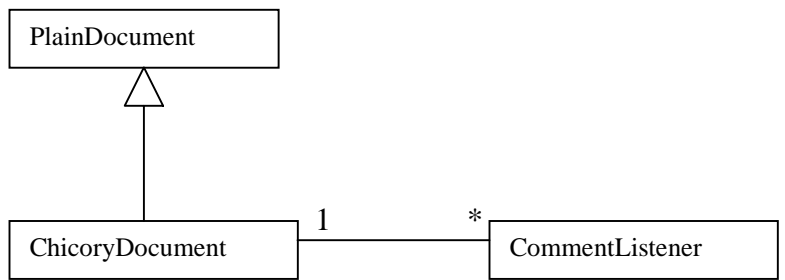 PlainDocument
1
*
ChicoryDocument
CommentListener